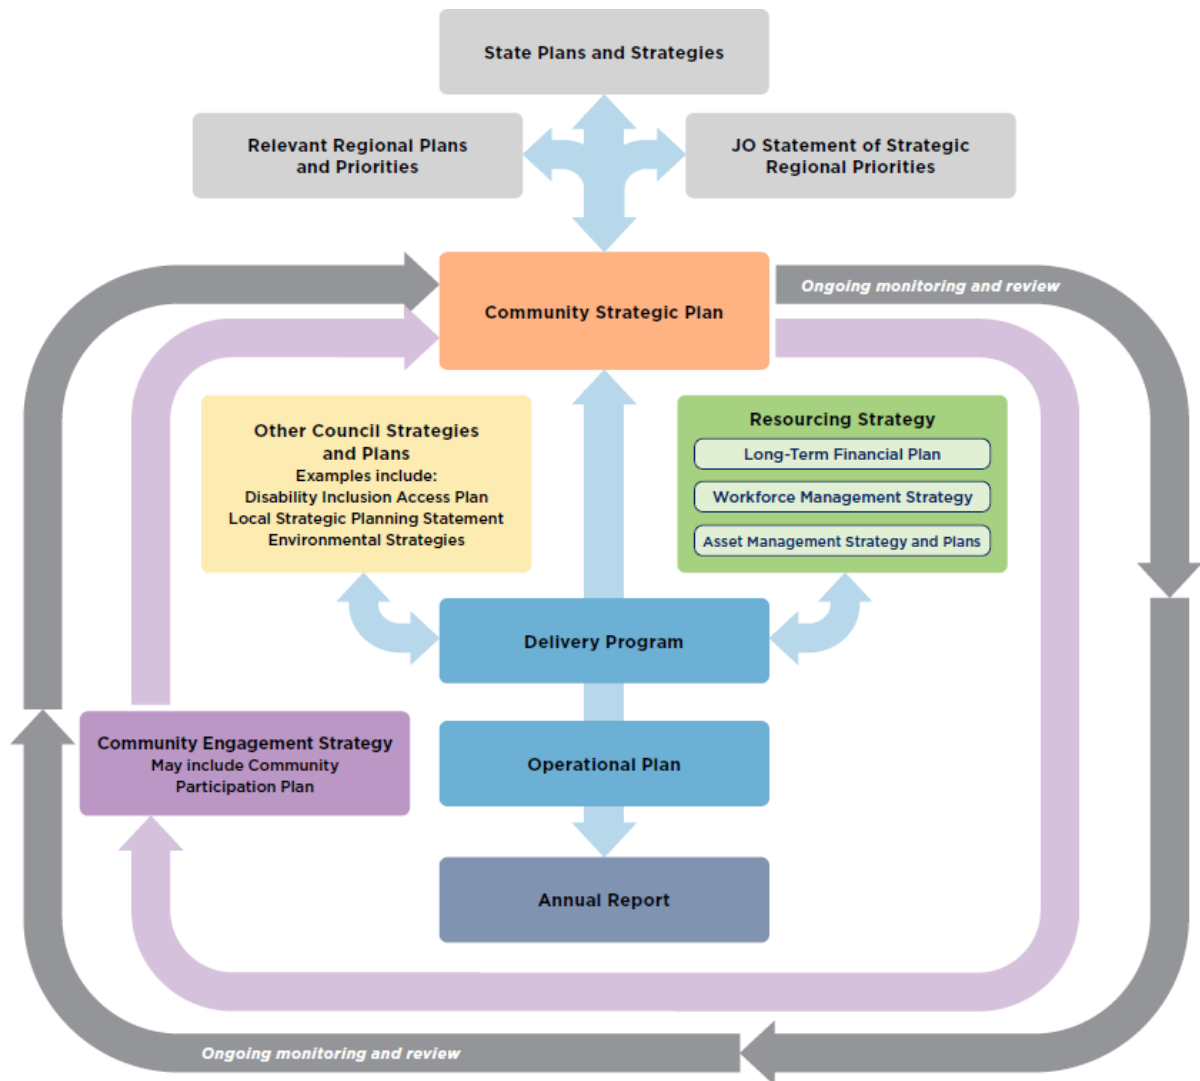 State Plans and Strategies
Relevant Regional Plans
and Priorities
JO Statement of Strategic
Regional Priorities
Community Strategic Plan
Ongoing monitoring and review
Other Council Strategies
and Plans
Examples include:
Disability Inclusion Access Plan
Local Strategic Planning Statement
Environmental Strategies
Resourcing Strategy
Long-Term Financial Plan
Workforce Management Strategy
Asset Management Strategy and Plans
Delivery Program
Community Engagement Strategy
May include Community
Participation Plan
Operational Plan
Annual Report
Ongoing monitoring and review